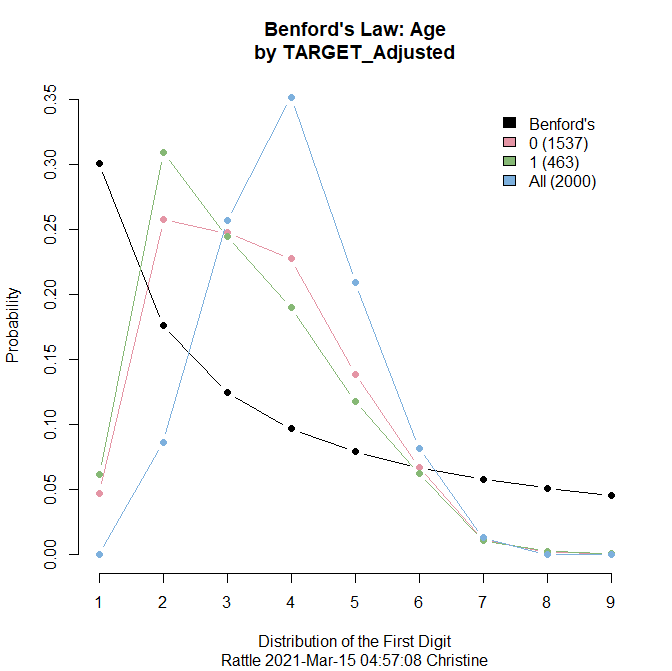 Benford's Law: Age
by TARGET_Adjusted
Benford's
0 (1537)
1 (463)
All (2000)
Probability
0.35
0.30
0.25
0.20
0.15
0.10
0.05
0.00
1 2 3 4 5 6 7 8 9
Distribution of the First Digit
Rattle 2021-Mar-15 04:57:08 Christine